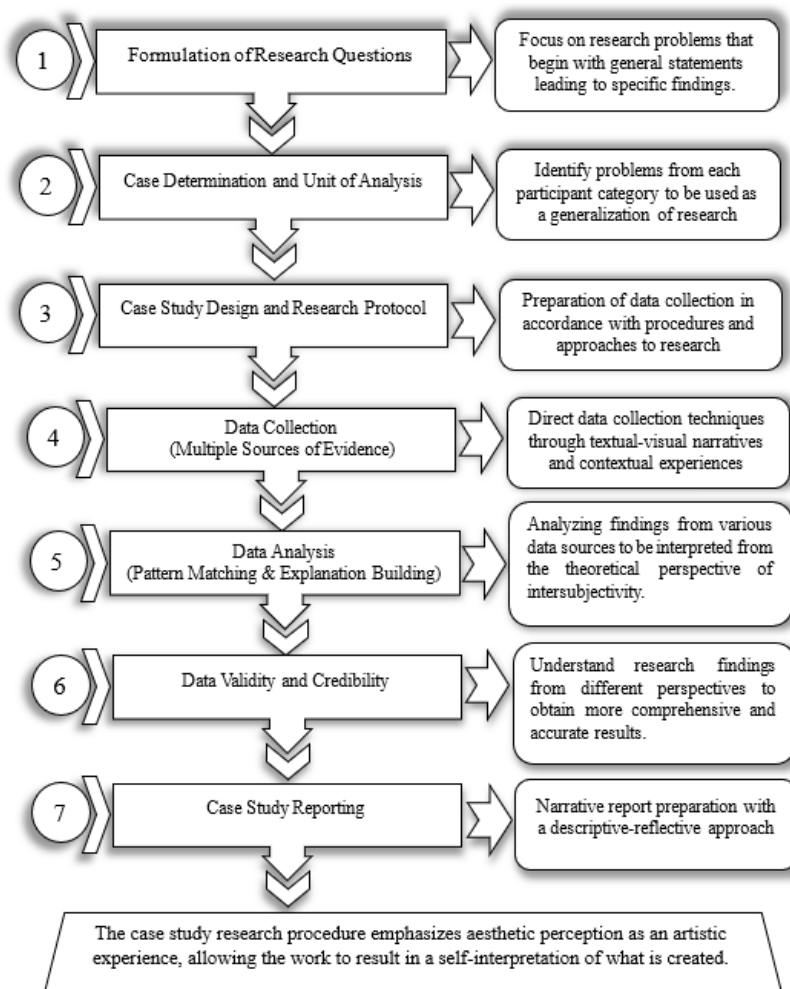 1
Formulation of Research Questions
Focus on research problems that
begin with general statements
leading to specific findings.
2
Case Determination and Unit of Analysis
Identify problems from each
participant category to be used as
a generalization of research
3
Case Study Design and Research Protocol
Preparation of data collection in
accordance with procedures and
approaches to research
4
Data Collection
(Multiple Sources of Evidence)
Direct data collection techniques
through textual-visual narratives
and contextual experiences
5
Data Analysis
(Pattern Matching & Explanation Building)
Analyzing findings from various
data sources to be interpreted from
the theoretical perspective of
intersubjectivity.
6
Data Validity and Credibility
Understand research findings
from different perspectives to
obtain more comprehensive and
accurate results.
7
Case Study Reporting
Narrative report preparation with
a descriptive-reflective approach
The case study research procedure emphasizes aesthetic perception as an artistic
experience, allowing the work to result in a self-interpretation of what is created.